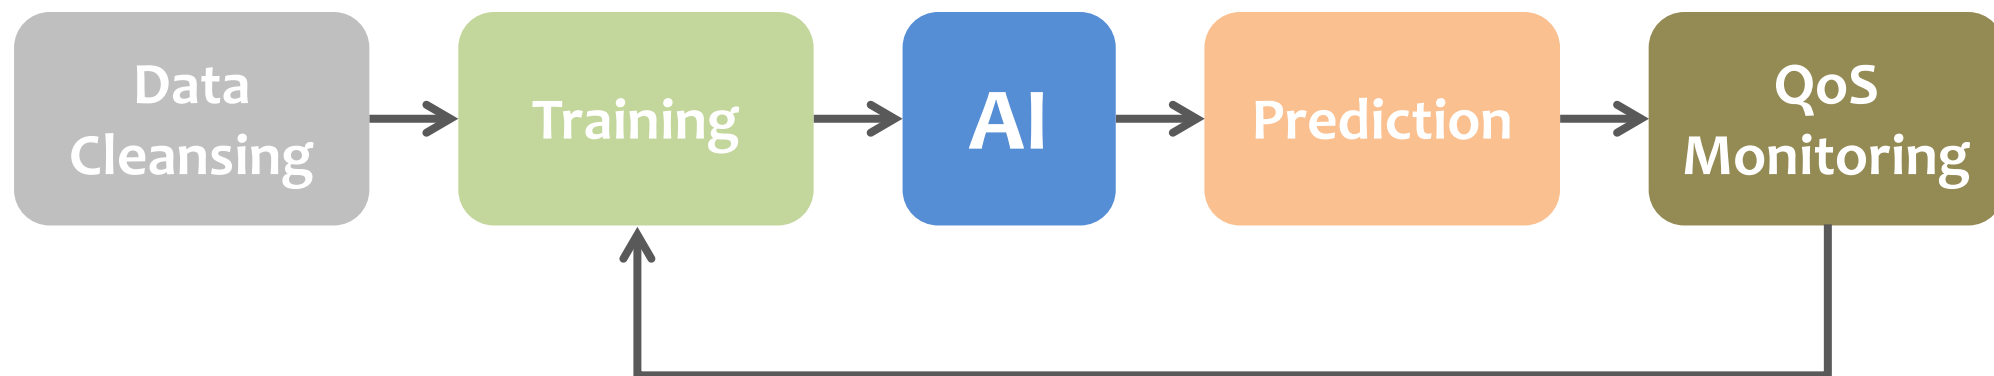 Data
Cleansing
Training
AI
Prediction
QoS
Monitoring